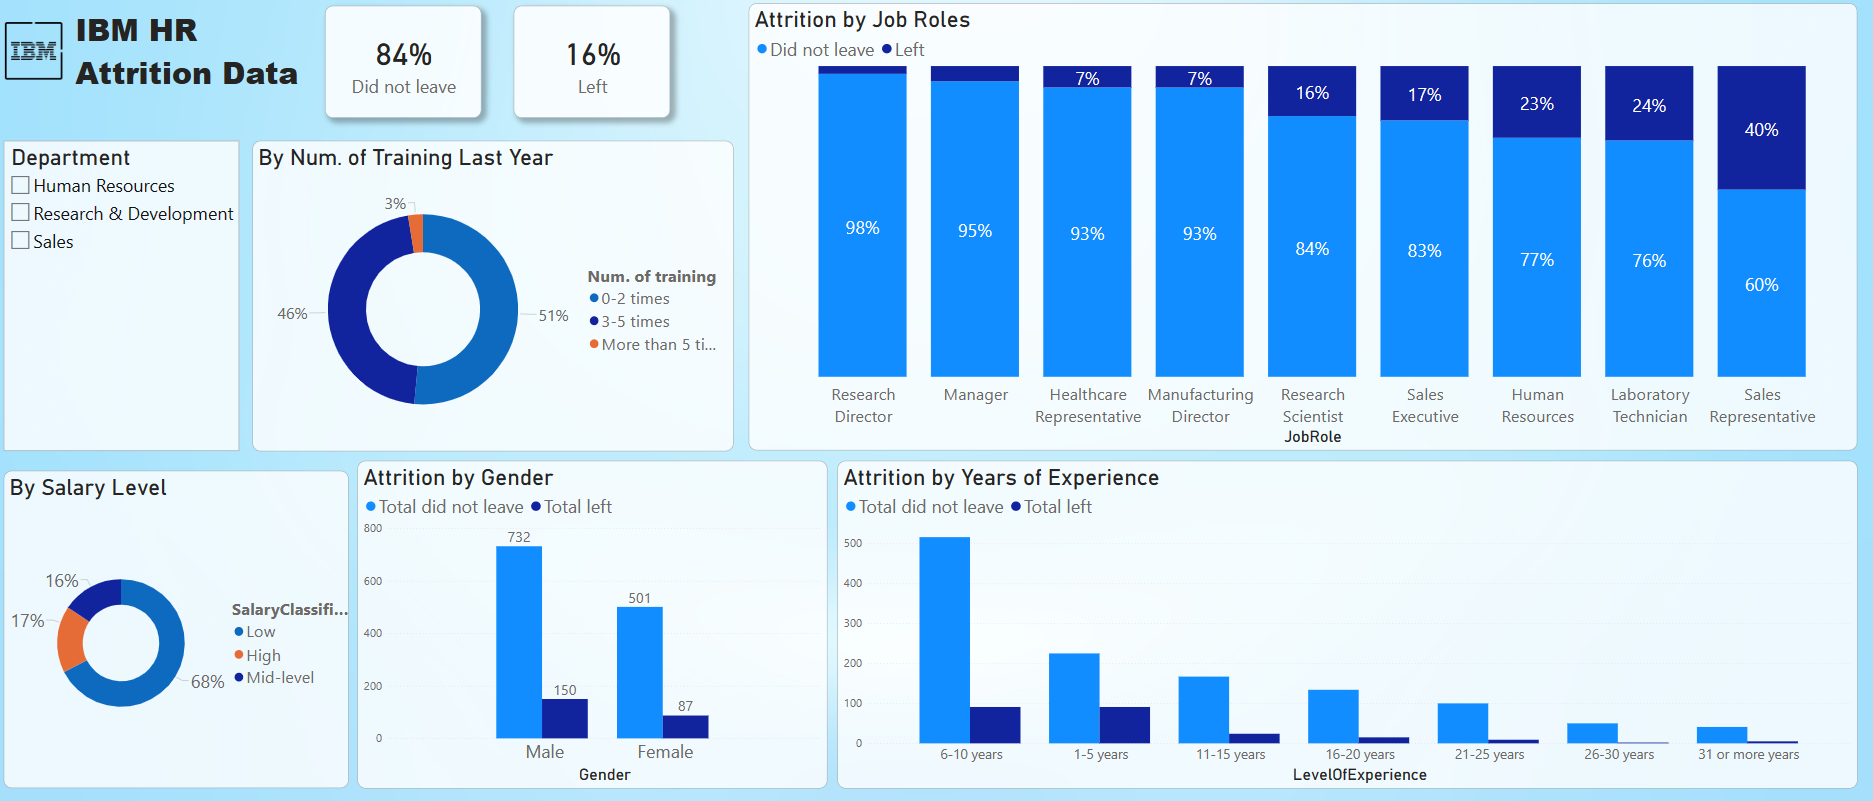 IBM
IBM HR
Attrition Data
84%
Did not leave
16%
Left
Department
Human Resources
Research & Development
Sales
By Num. of Training Last Year
3%
46%
51%
Num. of training
0-2 times
3-5 times
More than 5 ti...
Attrition by Job Roles
Did not leave Left
7% 7% 16% 17% 23% 24% 40%
98% 95% 93% 93% 84% 83% 77% 76% 60%
Research Director
Manager
Healthcare Representative
Manufacturing Director
Research Scientist
Sales Executive
Human Resources
Laboratory Technician
Sales Representative
JobRole
By Salary Level
16%
17%
68%
SalaryClassifi...
Low
High
Mid-level
Attrition by Gender
Total did not leave Total left
800
600
400
200
0
732
150
501
87
Male Female
Gender
Attrition by Years of Experience
Total did not leave Total left
500
400
300
200
100
0
6-10 years 1-5 years 11-15 years 16-20 years 21-25 years 26-30 years 31 or more years
LevelOfExperience